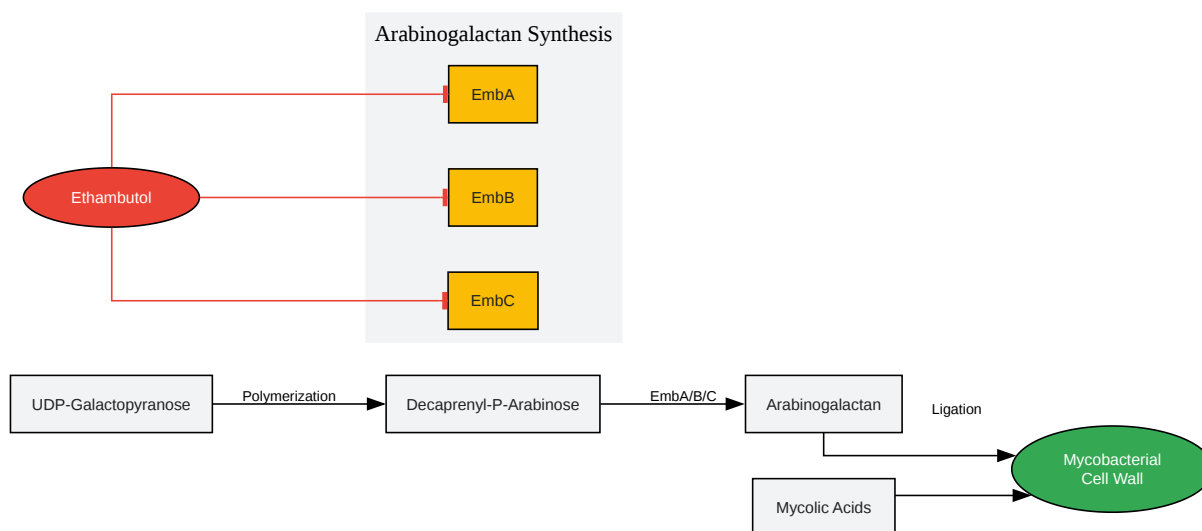 Arabinogalactan Synthesis
EmbA
Ethambutol
EmbB
EmbC
UDP-Galactopyranose
Polymerization
Decaprenyl-P-Arabinose
EmbA/B/C
Arabinogalactan
Ligation
Mycobacterial
Cell Wall
Mycolic Acids